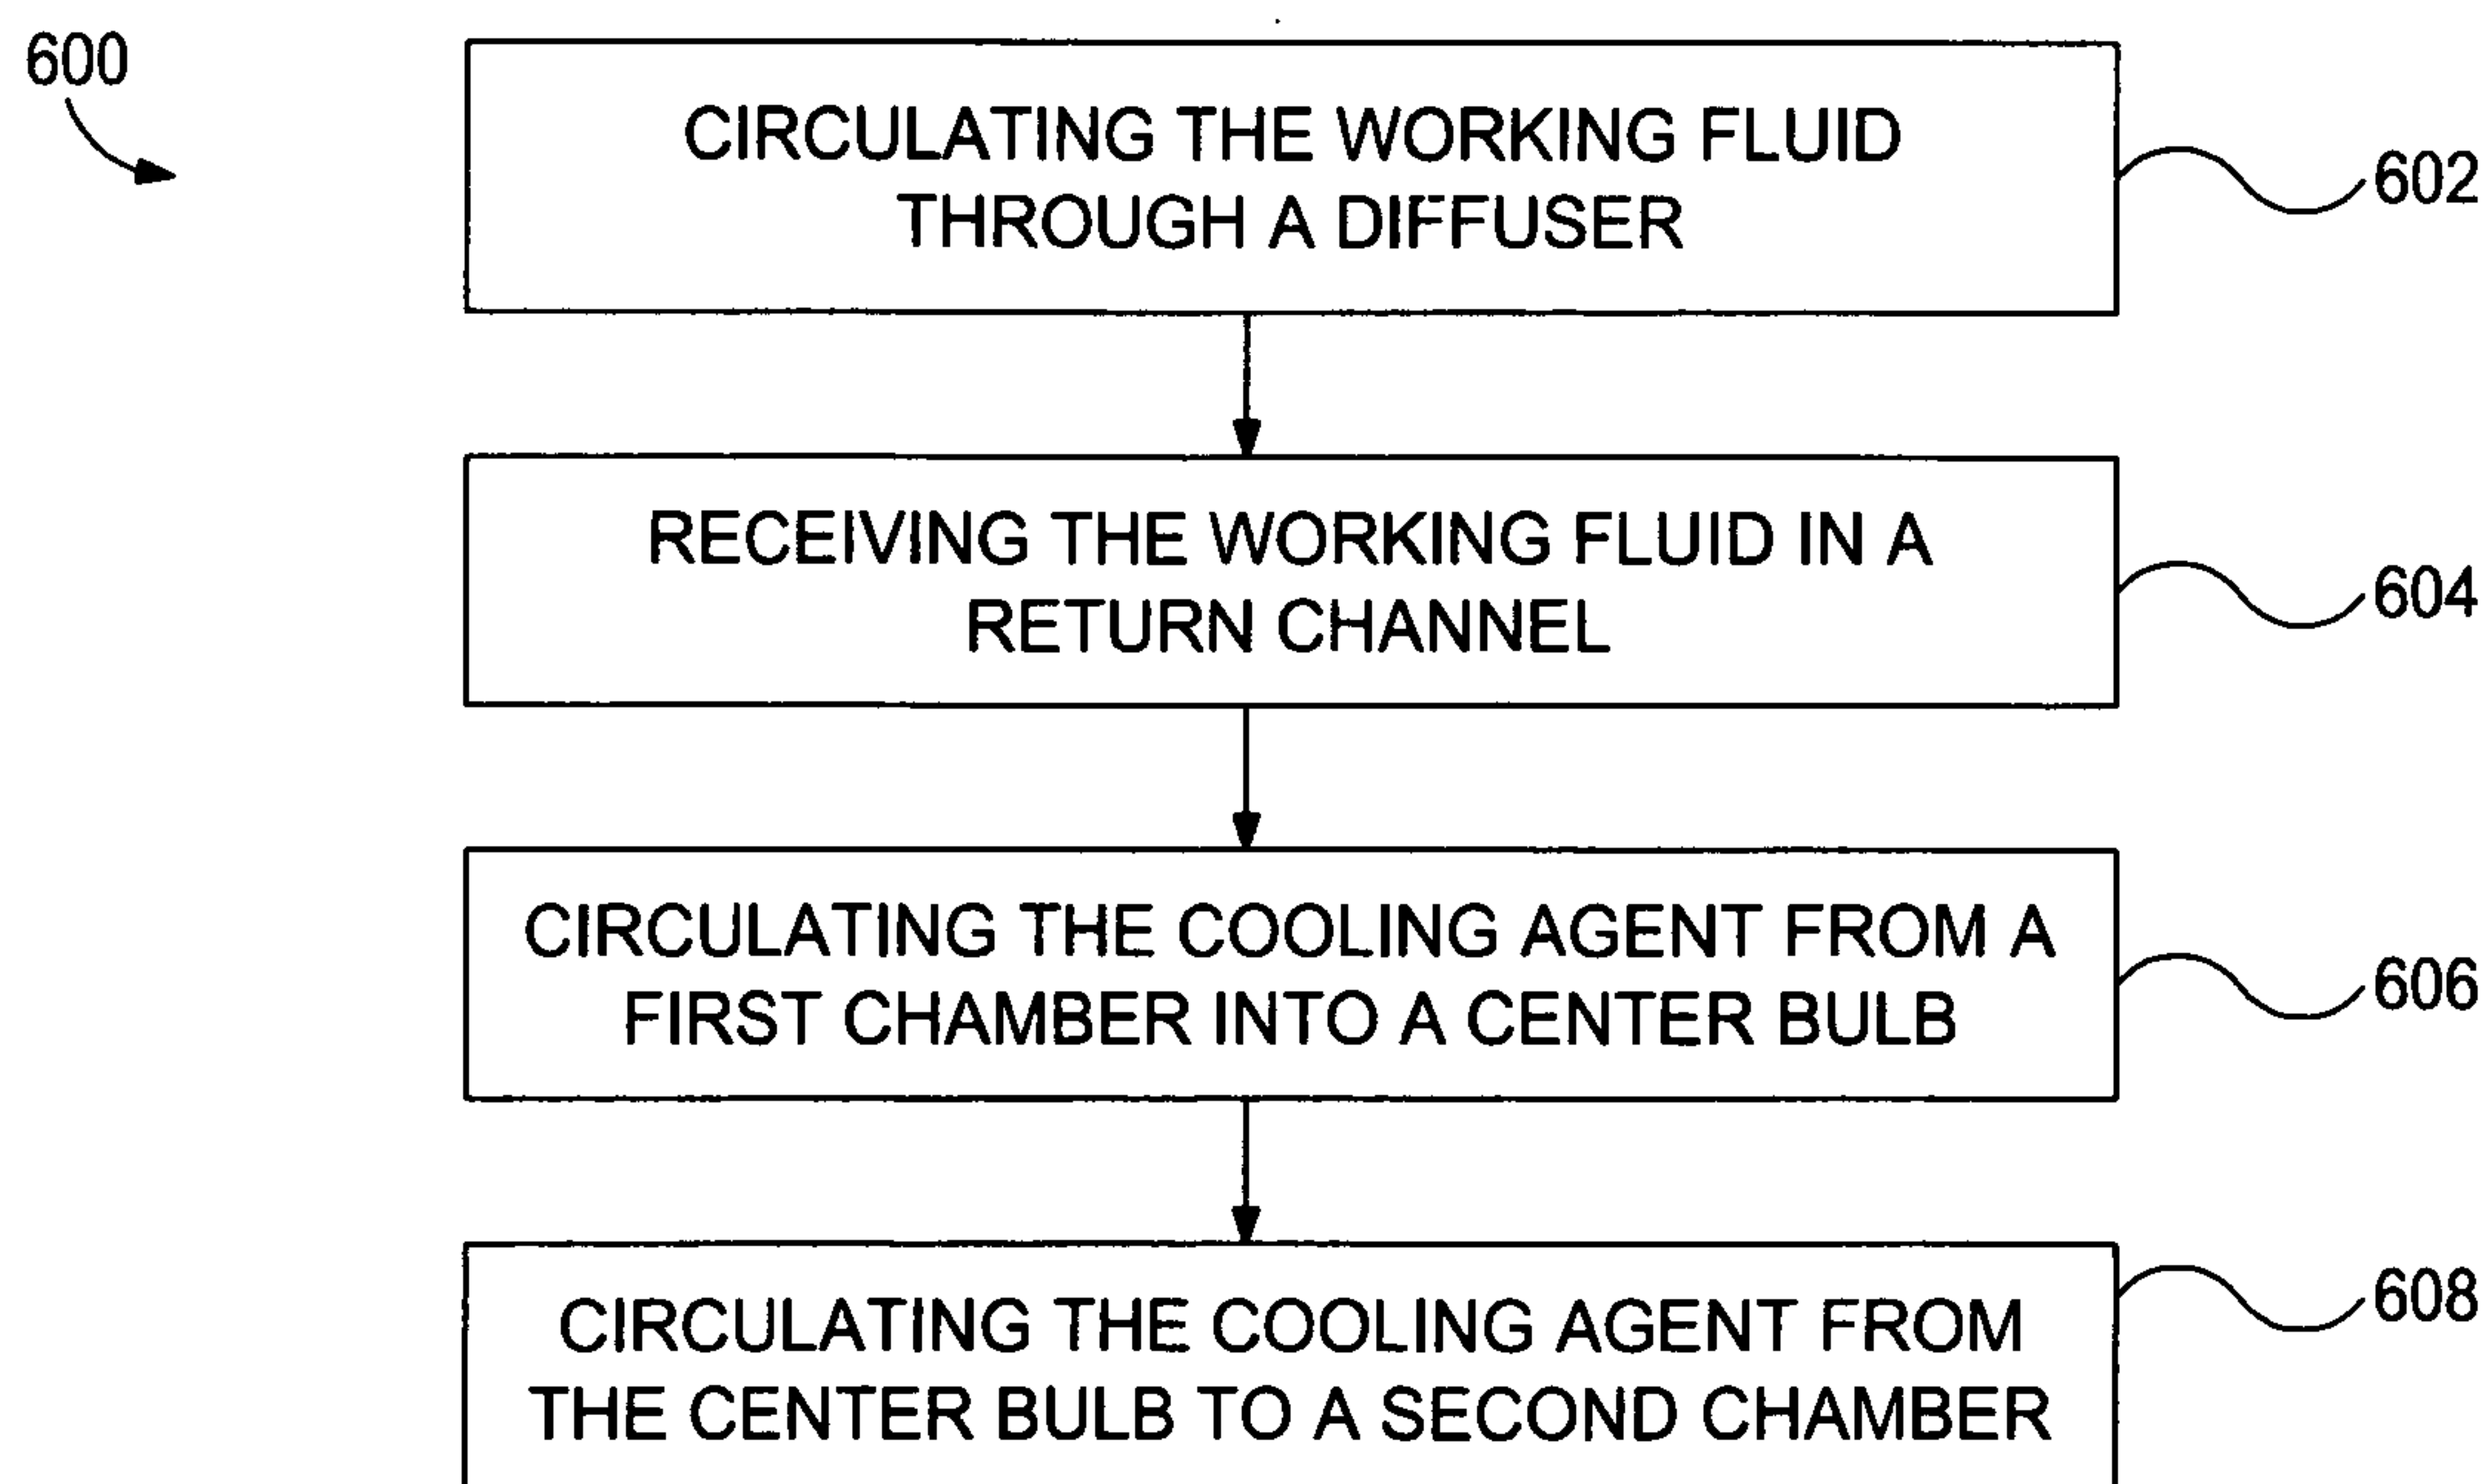 600
CIRCULATING THE WORKING FLUID
THROUGH A DIFFUSER
602
RECEIVING THE WORKING FLUID IN A
RETURN CHANNEL
604
CIRCULATING THE COOLING AGENT FROM A
FIRST CHAMBER INTO A CENTER BULB
606
CIRCULATING THE COOLING AGENT FROM
THE CENTER BULB TO A SECOND CHAMBER
608